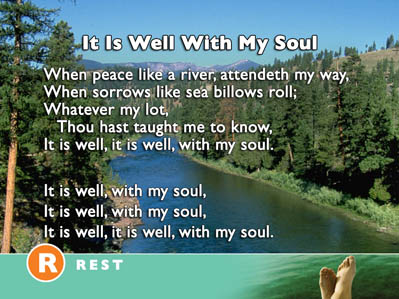 It Is Well With My Soul
When peace like a river, attendeth my way,
When sorrows like sea billows roll;
Whatever my lot,
Thou hast taught me to know,
It is well, it is well, with my soul.
It is well, with my soul,
It is well, with my soul,
It is well, it is well, with my soul.
R REST